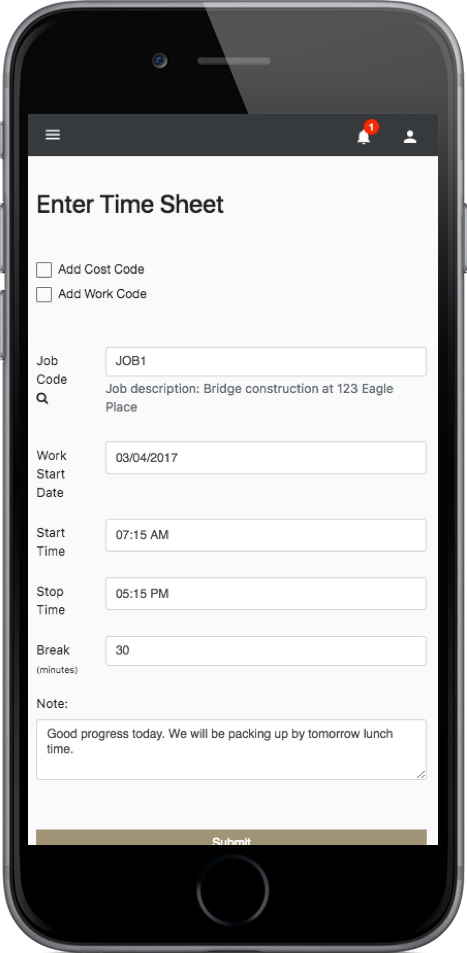 1
Enter Time Sheet
Add Cost Code
Add Work Code
Job
Code
JOB1
Job description: Bridge construction at 123 Eagle
Place
Work
Start
Date
03/04/2017
Start
Time
07:15 AM
Stop
Time
05:15 PM
Break
(minutes)
30
Note:
Good progress today. We will be packing up by tomorrow lunch
time.
Submit